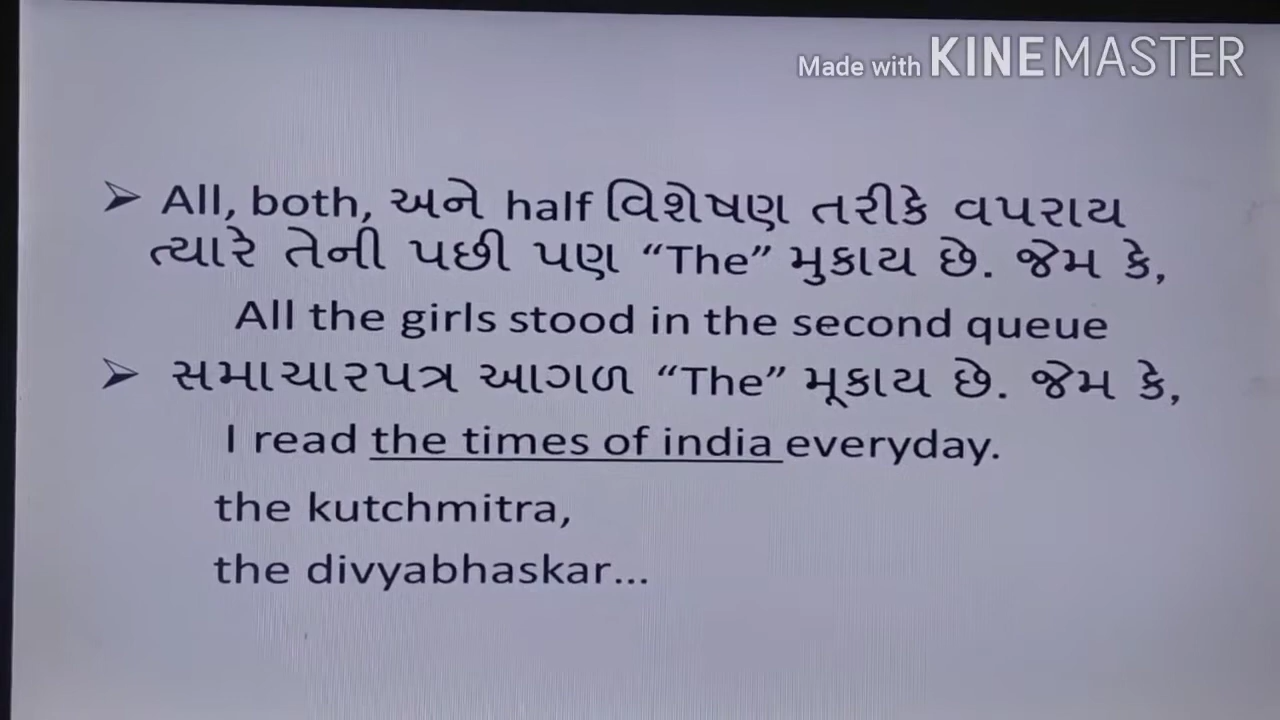 Made with KINEMASTER
➢ All, both, અને half વિશેષણ તરીકે વપરાય
ત્યારે તેની પછી પણ “The” મુકાય છે. જેમ કે,
All the girls stood in the second queue
➢ સમાચારપત્ર આગળ “The” મૂકાય છે. જેમ કે,
I read the times of india everyday.
the kutchmitra,
the divyabhaskar...